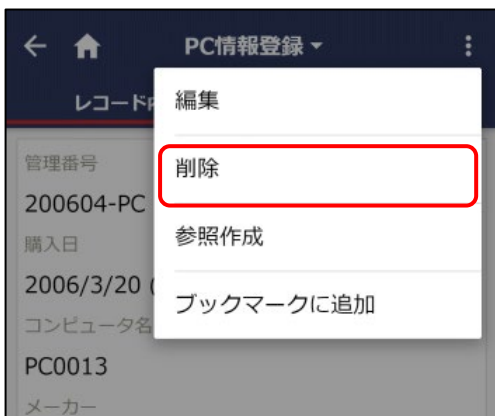 PC情報登録
レコード
編集
管理番号
削除
200604-PC
参照作成
購入日
2006/3/20 (
ブックマークに追加
コンピュータ名
PC0013
メーカー